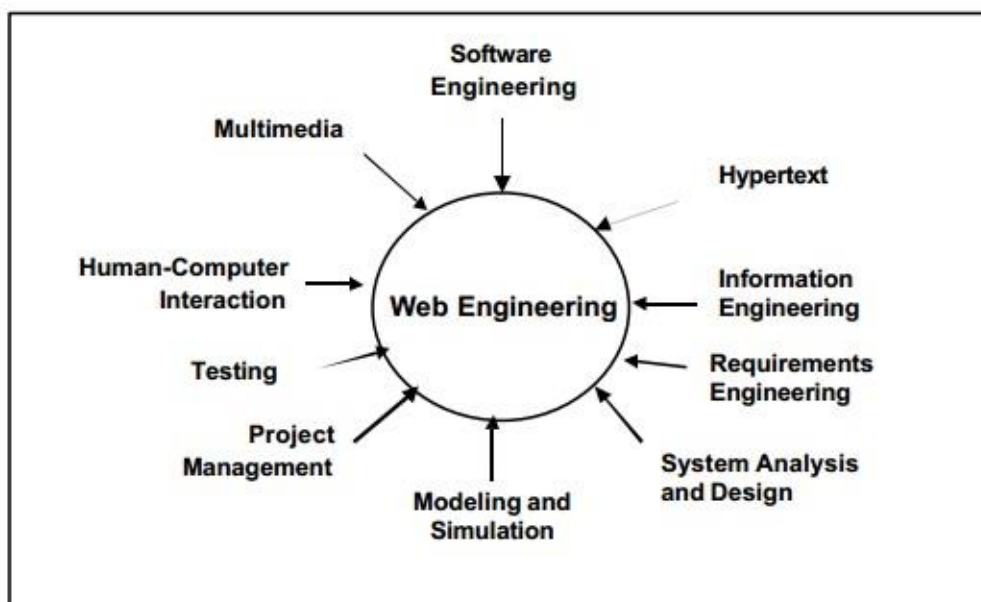 Software
Engineering
Multimedia
Hypertext
Human-Computer
Interaction
Web Engineering
Information
Engineering
Testing
Requirements
Engineering
Project
Management
System Analysis
and Design
Modeling and
Simulation